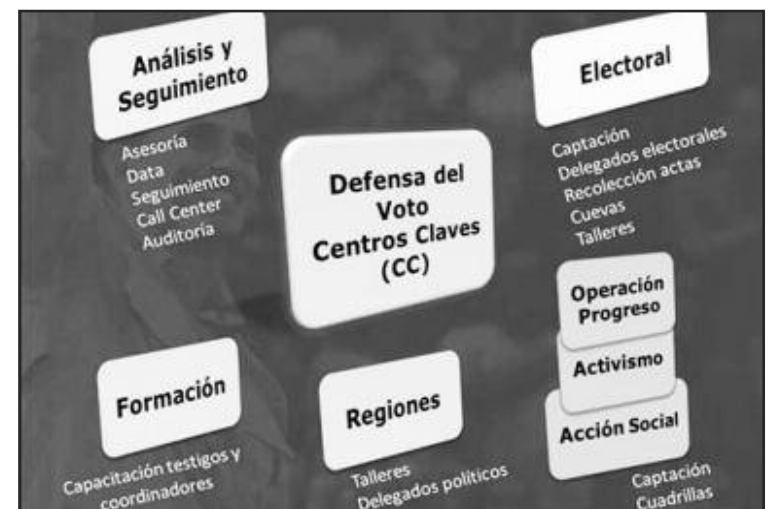 Análisis y
Seguimiento
Asesoría
Data
Seguimiento
Call Center
Auditoría
Electoral
Captación
Delegados electorales
Recolección actas
Cuevas
Talleres
Defensa del
Voto
Centros Claves
(CC)
Operación
Progreso
Activismo
Acción Social
Captación
Cuadrillas
Formación
Capacitación testigos y
coordinadores
Regiones
Talleres
Delegados políticos